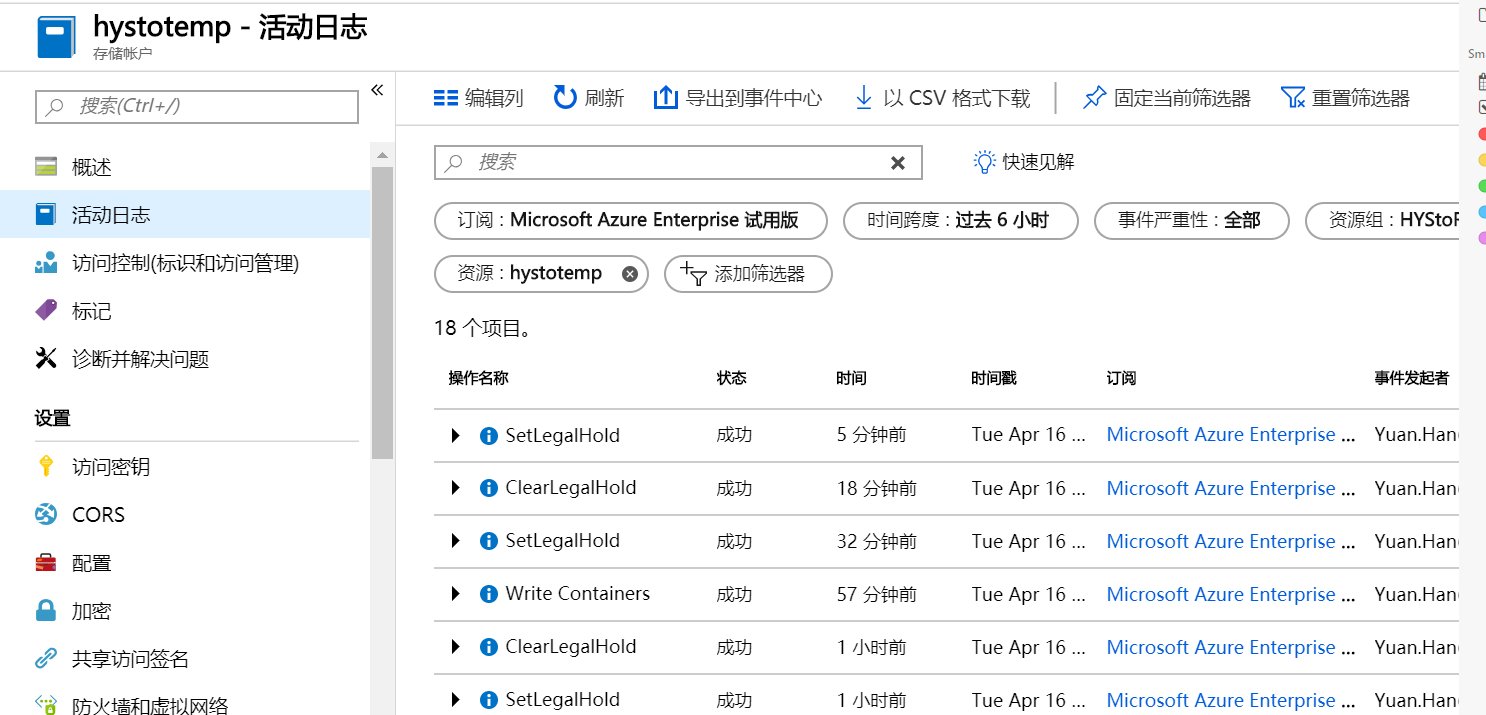 hystotemp - 活动日志
存储帐户
搜索(Ctrl+/)
概述
活动日志
访问控制(标识和访问管理)
标记
诊断并解决问题
设置
访问密钥
CORS
配置
加密
共享访问签名
防火墙和虚拟网络
编辑列 刷新 导出到事件中心 以 CSV 格式下载 固定当前筛选器 重置筛选器
搜索 快速见解
订阅 : Microsoft Azure Enterprise 试用版 时间跨度 : 过去 6 小时 事件严重性 : 全部 资源组 : HYSto
资源 : hystotemp 添加筛选器
18 个项目。
操作名称 状态 时间 时间戳 订阅 事件发起者
SetLegalHold 成功 5 分钟前 Tue Apr 16 ... Microsoft Azure Enterprise ... Yuan.Han
ClearLegalHold 成功 18 分钟前 Tue Apr 16 ... Microsoft Azure Enterprise ... Yuan.Han
SetLegalHold 成功 32 分钟前 Tue Apr 16 ... Microsoft Azure Enterprise ... Yuan.Han
Write Containers 成功 57 分钟前 Tue Apr 16 ... Microsoft Azure Enterprise ... Yuan.Han
ClearLegalHold 成功 1 小时前 Tue Apr 16 ... Microsoft Azure Enterprise ... Yuan.Han
SetLegalHold 成功 1 小时前 Tue Apr 16 ... Microsoft Azure Enterprise ... Yuan.Han
Sm